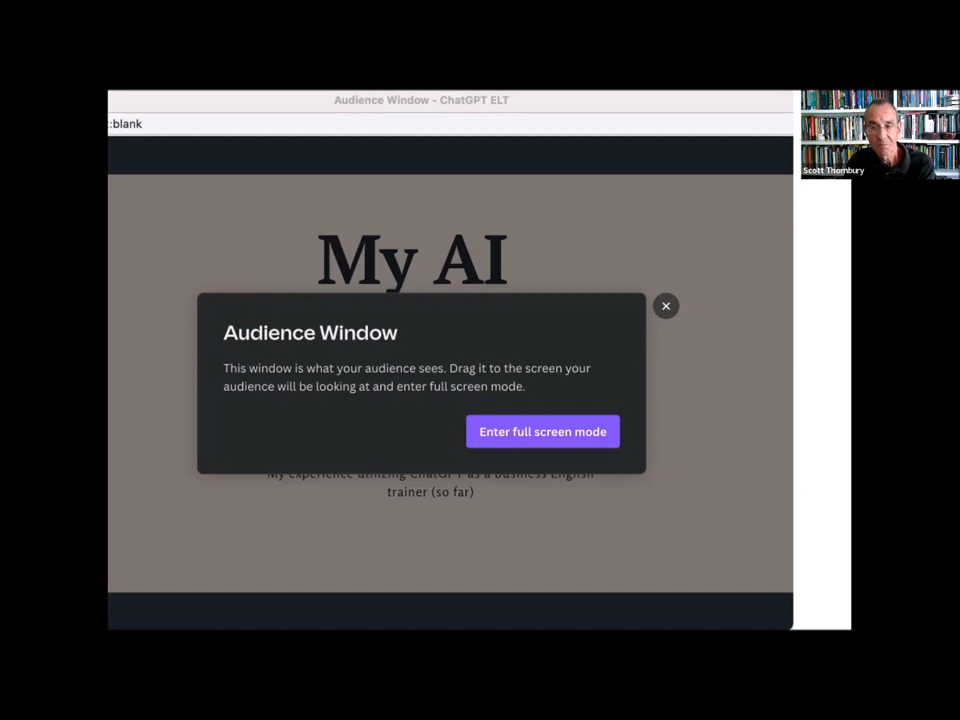 Audience Window - ChatGPT ELT
:blank
Scott Thornbury
My AI
Audience Window
This window is what your audience sees. Drag it to the screen your
audience will be looking at and enter full screen mode.
Enter full screen mode
My experience utilizing ChatGPT as a business English
trainer (so far)